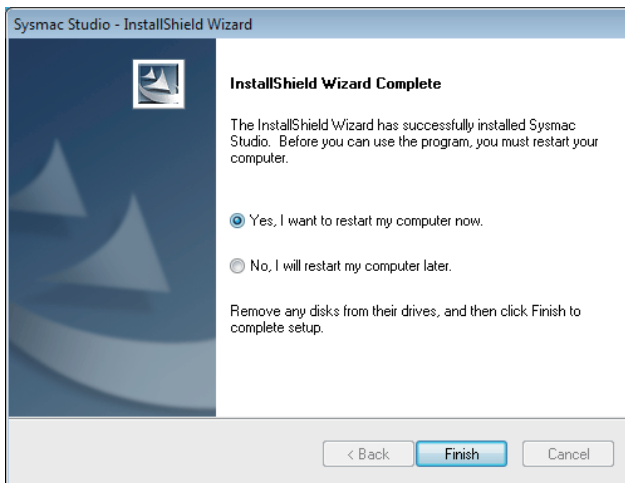 Sysmac Studio - InstallShield Wizard
InstallShield Wizard Complete
The InstallShield Wizard has successfully installed Sysmac
Studio. Before you can use the program, you must restart your
computer.
Yes, I want to restart my computer now.
No, I will restart my computer later.
Remove any disks from their drives, and then click Finish to
complete setup.
< Back Finish Cancel